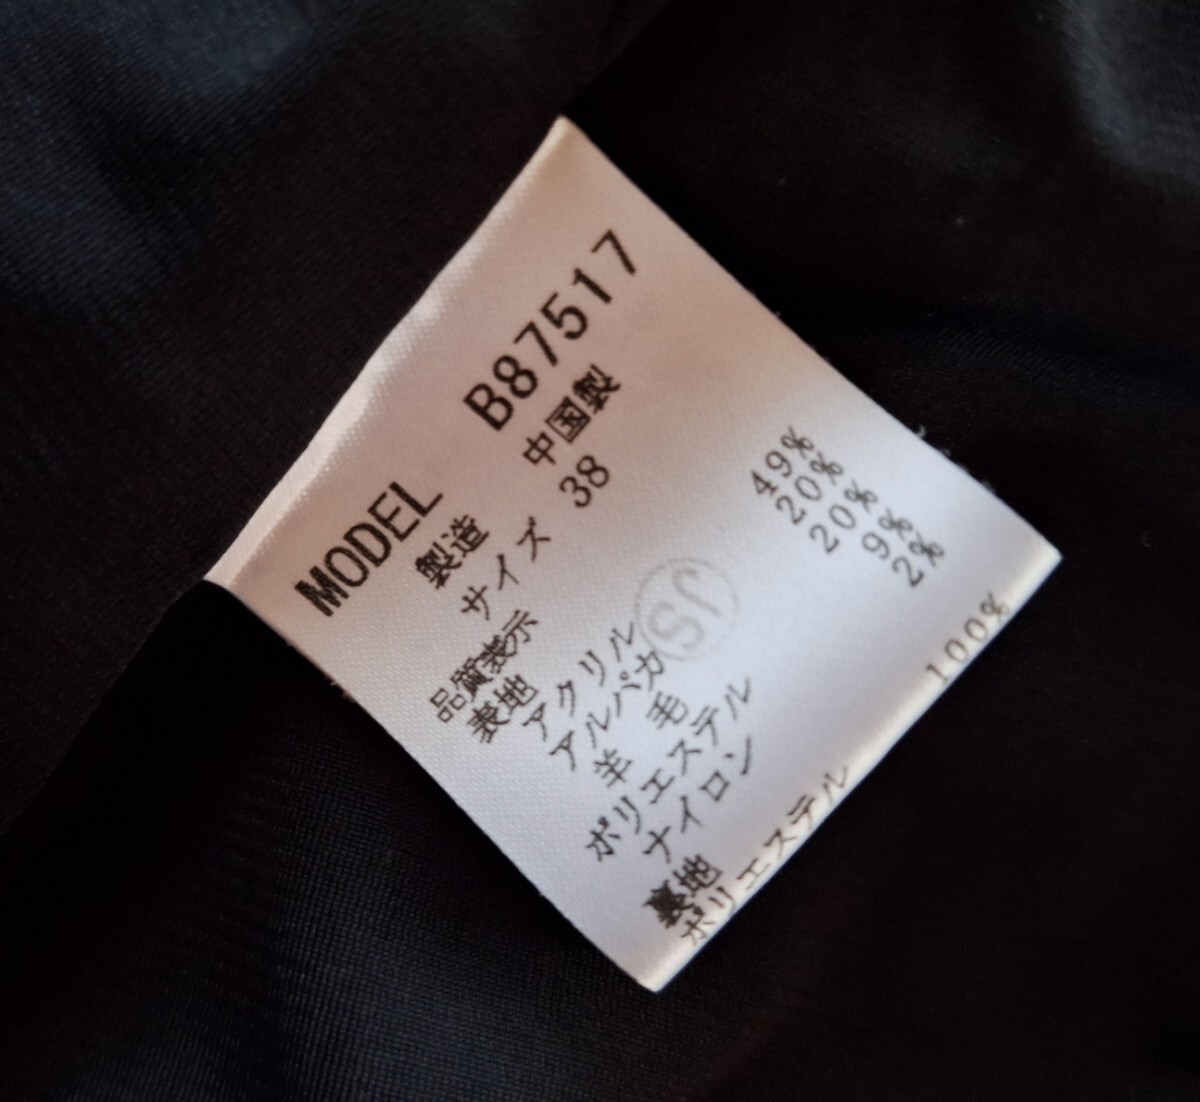 MODEL B87517
製造 中国製
サイズ 38
品質表示
表地
アクリル 49%
アルパカ 20%
羊 毛 20%
ポリエステル 9%
ナイロン 2%
裏地
ポリエステル 100%
JS